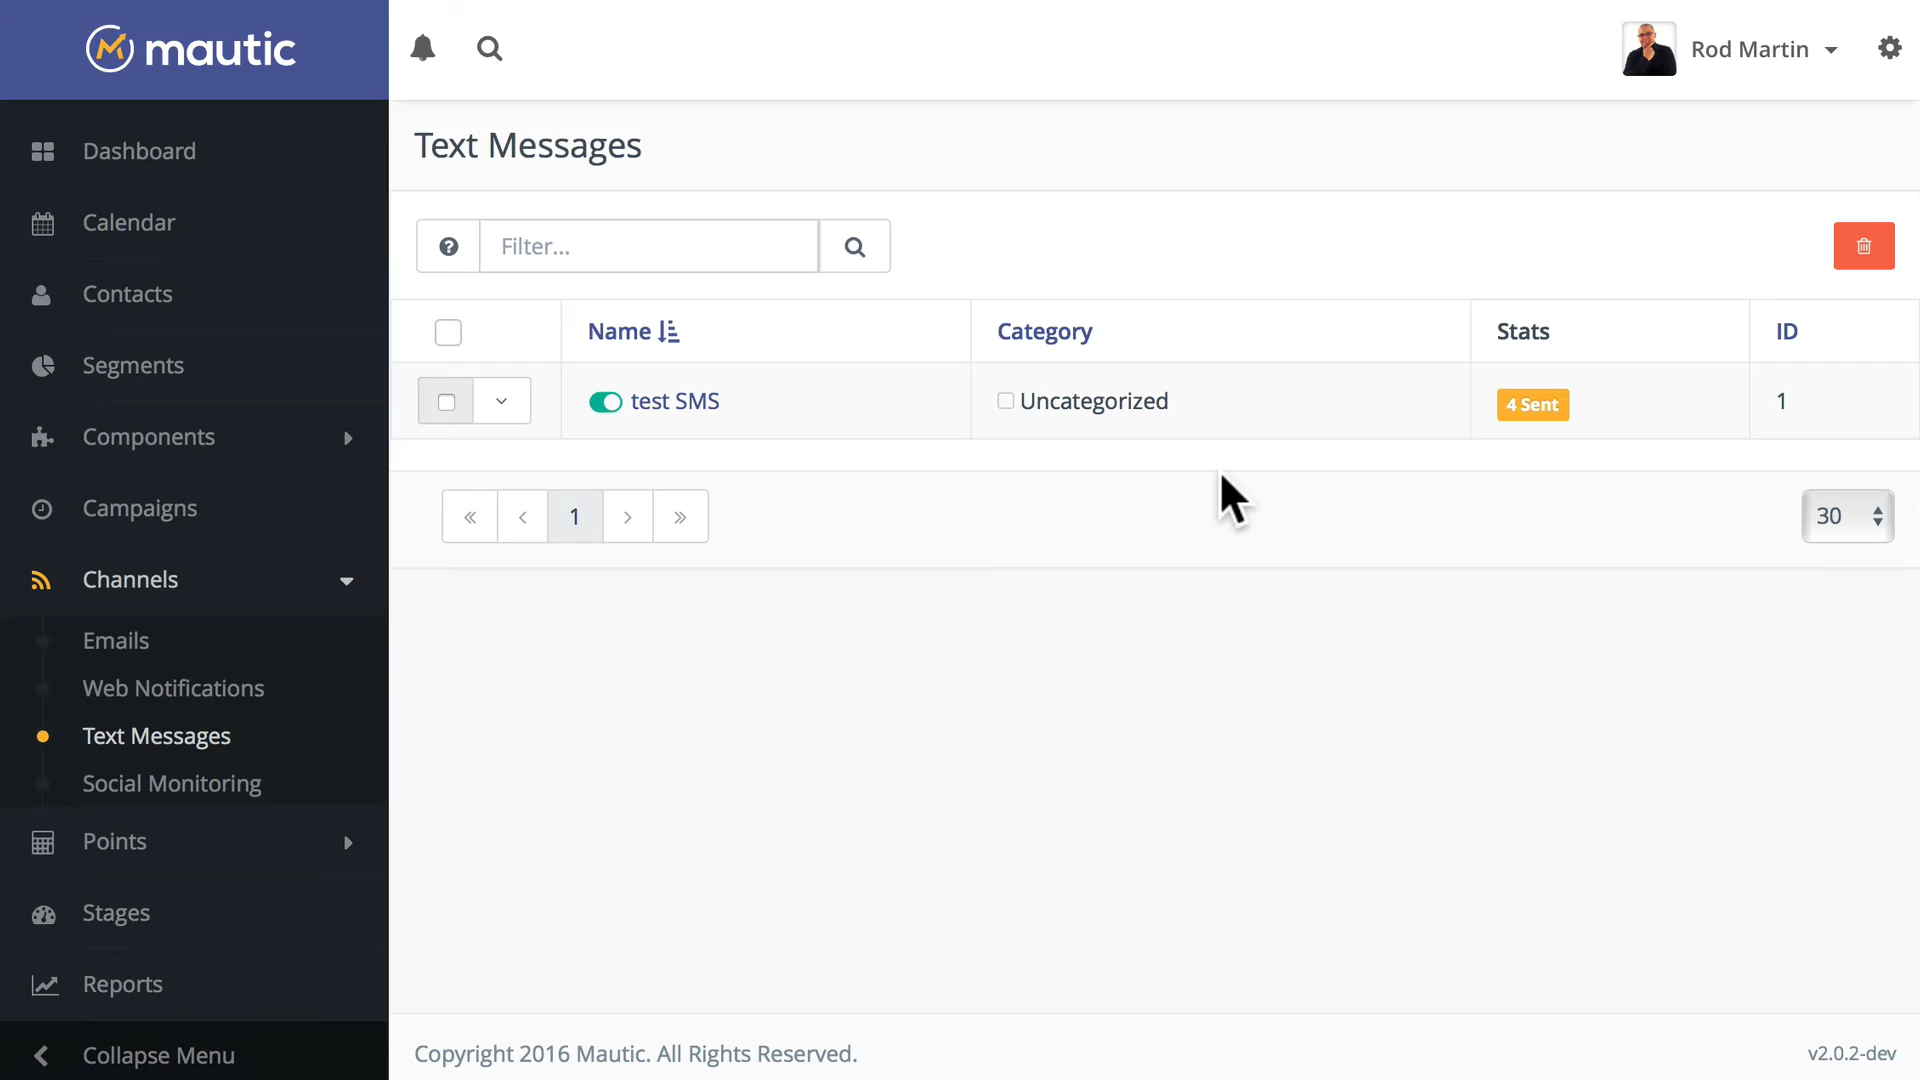 mautic
Rod Martin
Dashboard
Calendar
Contacts
Segments
Components
Campaigns
Channels
Emails
Web Notifications
Text Messages
Social Monitoring
Points
Stages
Reports
Collapse Menu
Text Messages
Filter...
Name Category Stats ID
test SMS Uncategorized 4 Sent 1
« ‹ 1 › »
30
Copyright 2016 Mautic. All Rights Reserved.
v2.0.2-dev